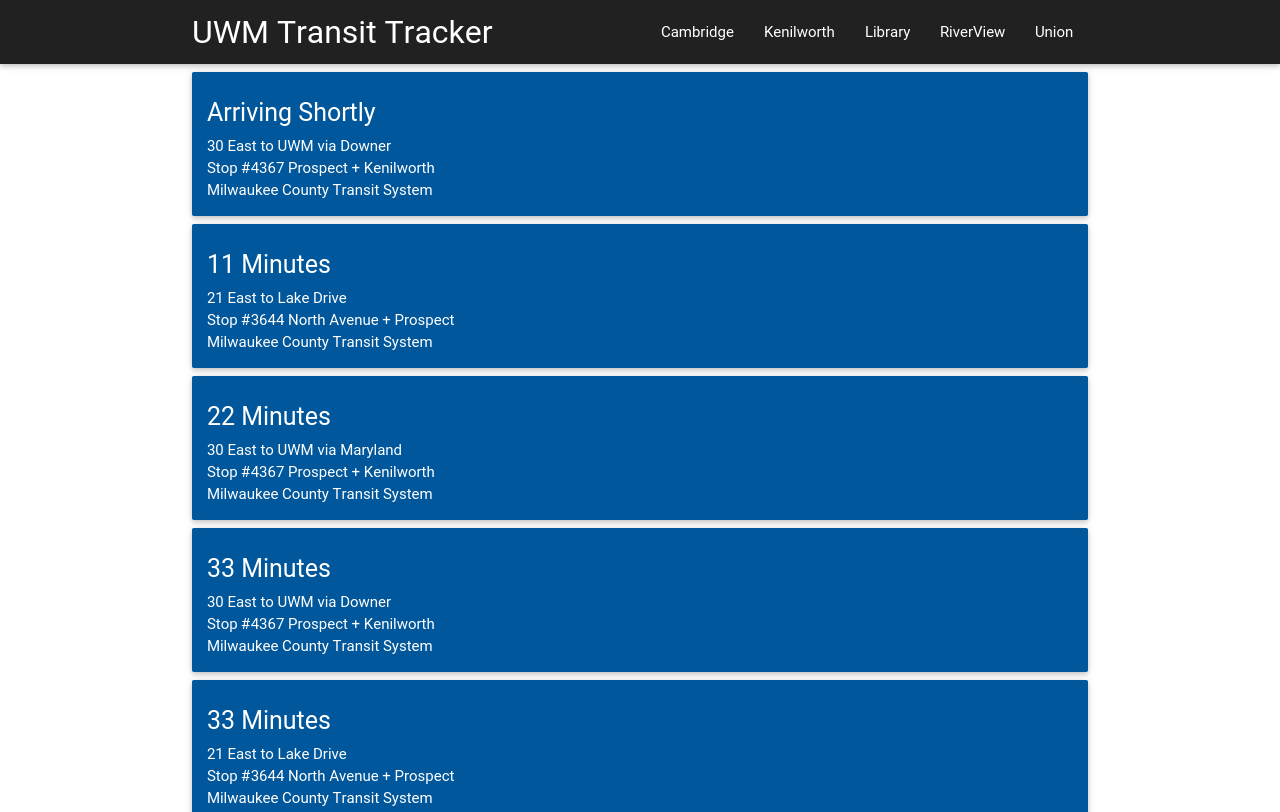 UWM Transit Tracker
Cambridge Kenilworth Library RiverView Union
Arriving Shortly
30 East to UWM via Downer
Stop #4367 Prospect + Kenilworth
Milwaukee County Transit System
11 Minutes
21 East to Lake Drive
Stop #3644 North Avenue + Prospect
Milwaukee County Transit System
22 Minutes
30 East to UWM via Maryland
Stop #4367 Prospect + Kenilworth
Milwaukee County Transit System
33 Minutes
30 East to UWM via Downer
Stop #4367 Prospect + Kenilworth
Milwaukee County Transit System
33 Minutes
21 East to Lake Drive
Stop #3644 North Avenue + Prospect
Milwaukee County Transit System